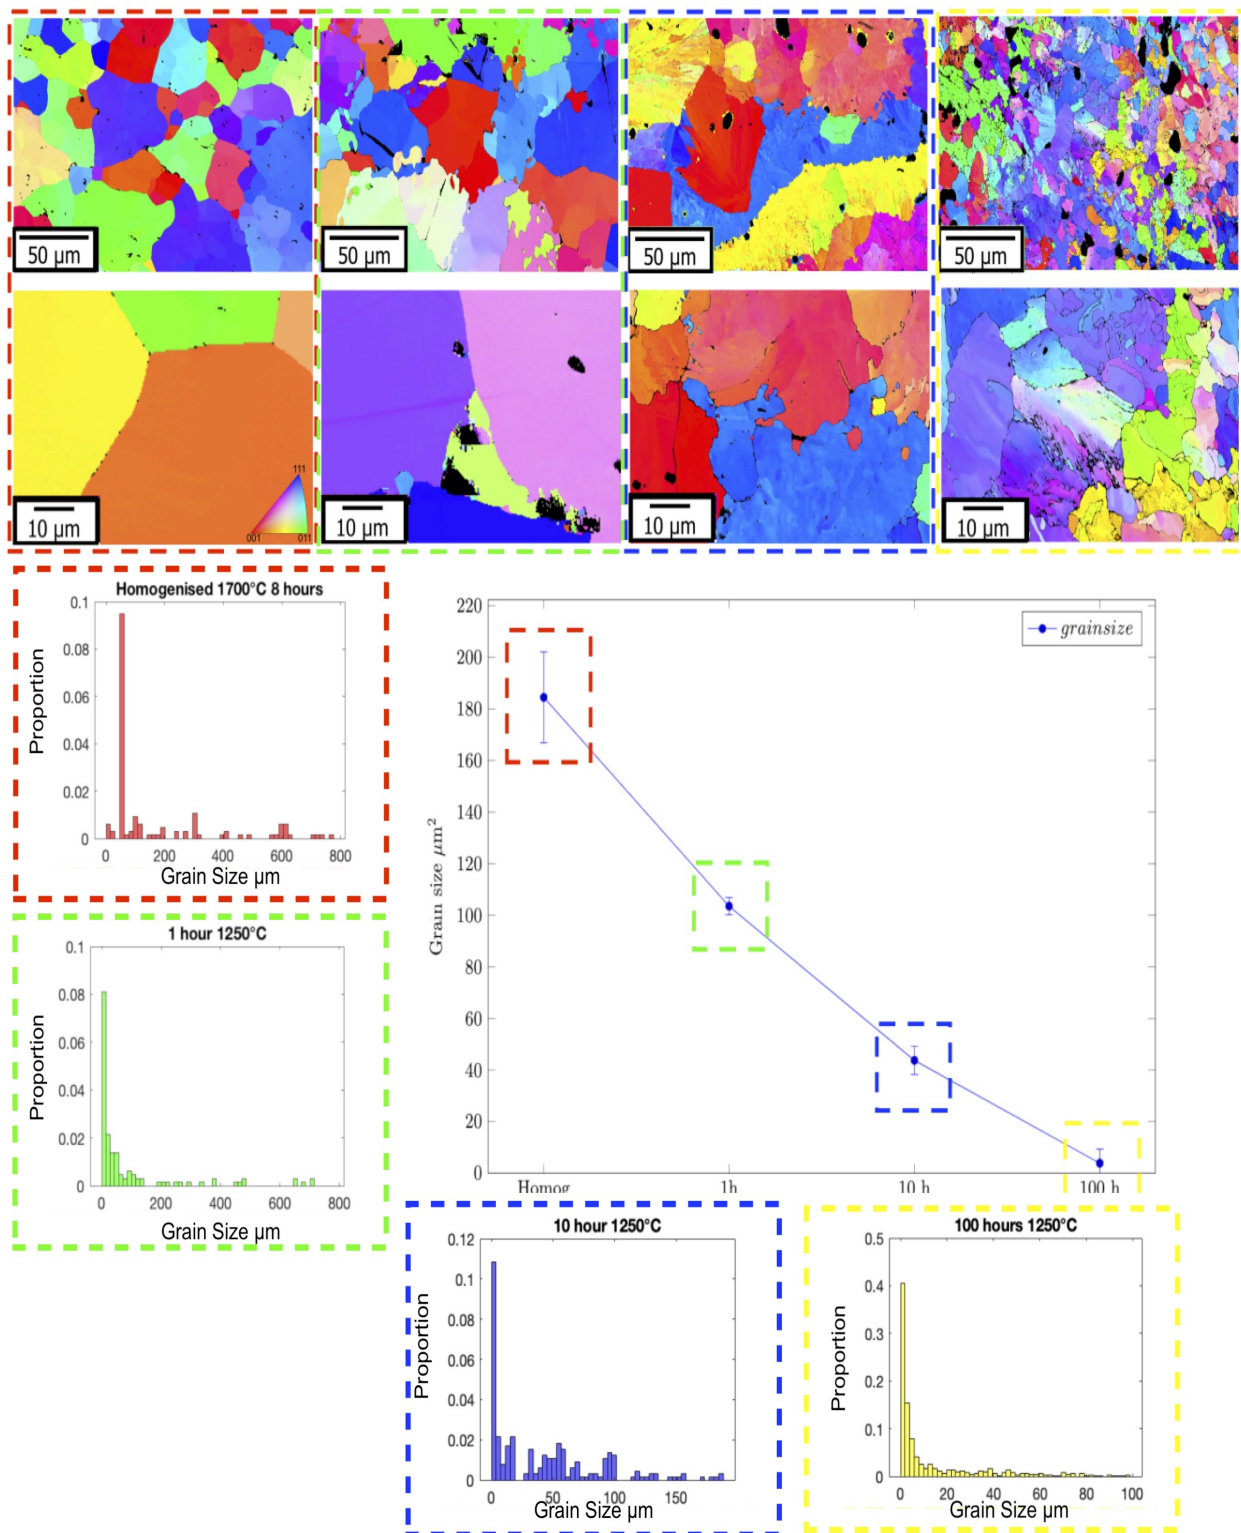 50 µm
50 µm
50 µm
50 µm
111
001
011
10 µm
10 µm
10 µm
10 µm
Homogenised 1700°C 8 hours
0.1
0.08
0.06
0.04
0.02
0
Proportion
0
200
400
600
800
Grain Size µm
1 hour 1250°C
0.1
0.08
0.06
0.04
0.02
0
Proportion
0
200
400
600
800
Grain Size µm
220
200
180
160
140
120
100
80
60
40
20
0
Grain size µm²
grainsize
Homog
1h
10 h
100 h
10 hour 1250°C
0.12
0.1
0.08
0.06
0.04
0.02
0
Proportion
0
50
100
150
Grain Size µm
100 hours 1250°C
0.5
0.4
0.3
0.2
0.1
0
Proportion
0
20
40
60
80
100
Grain Size µm